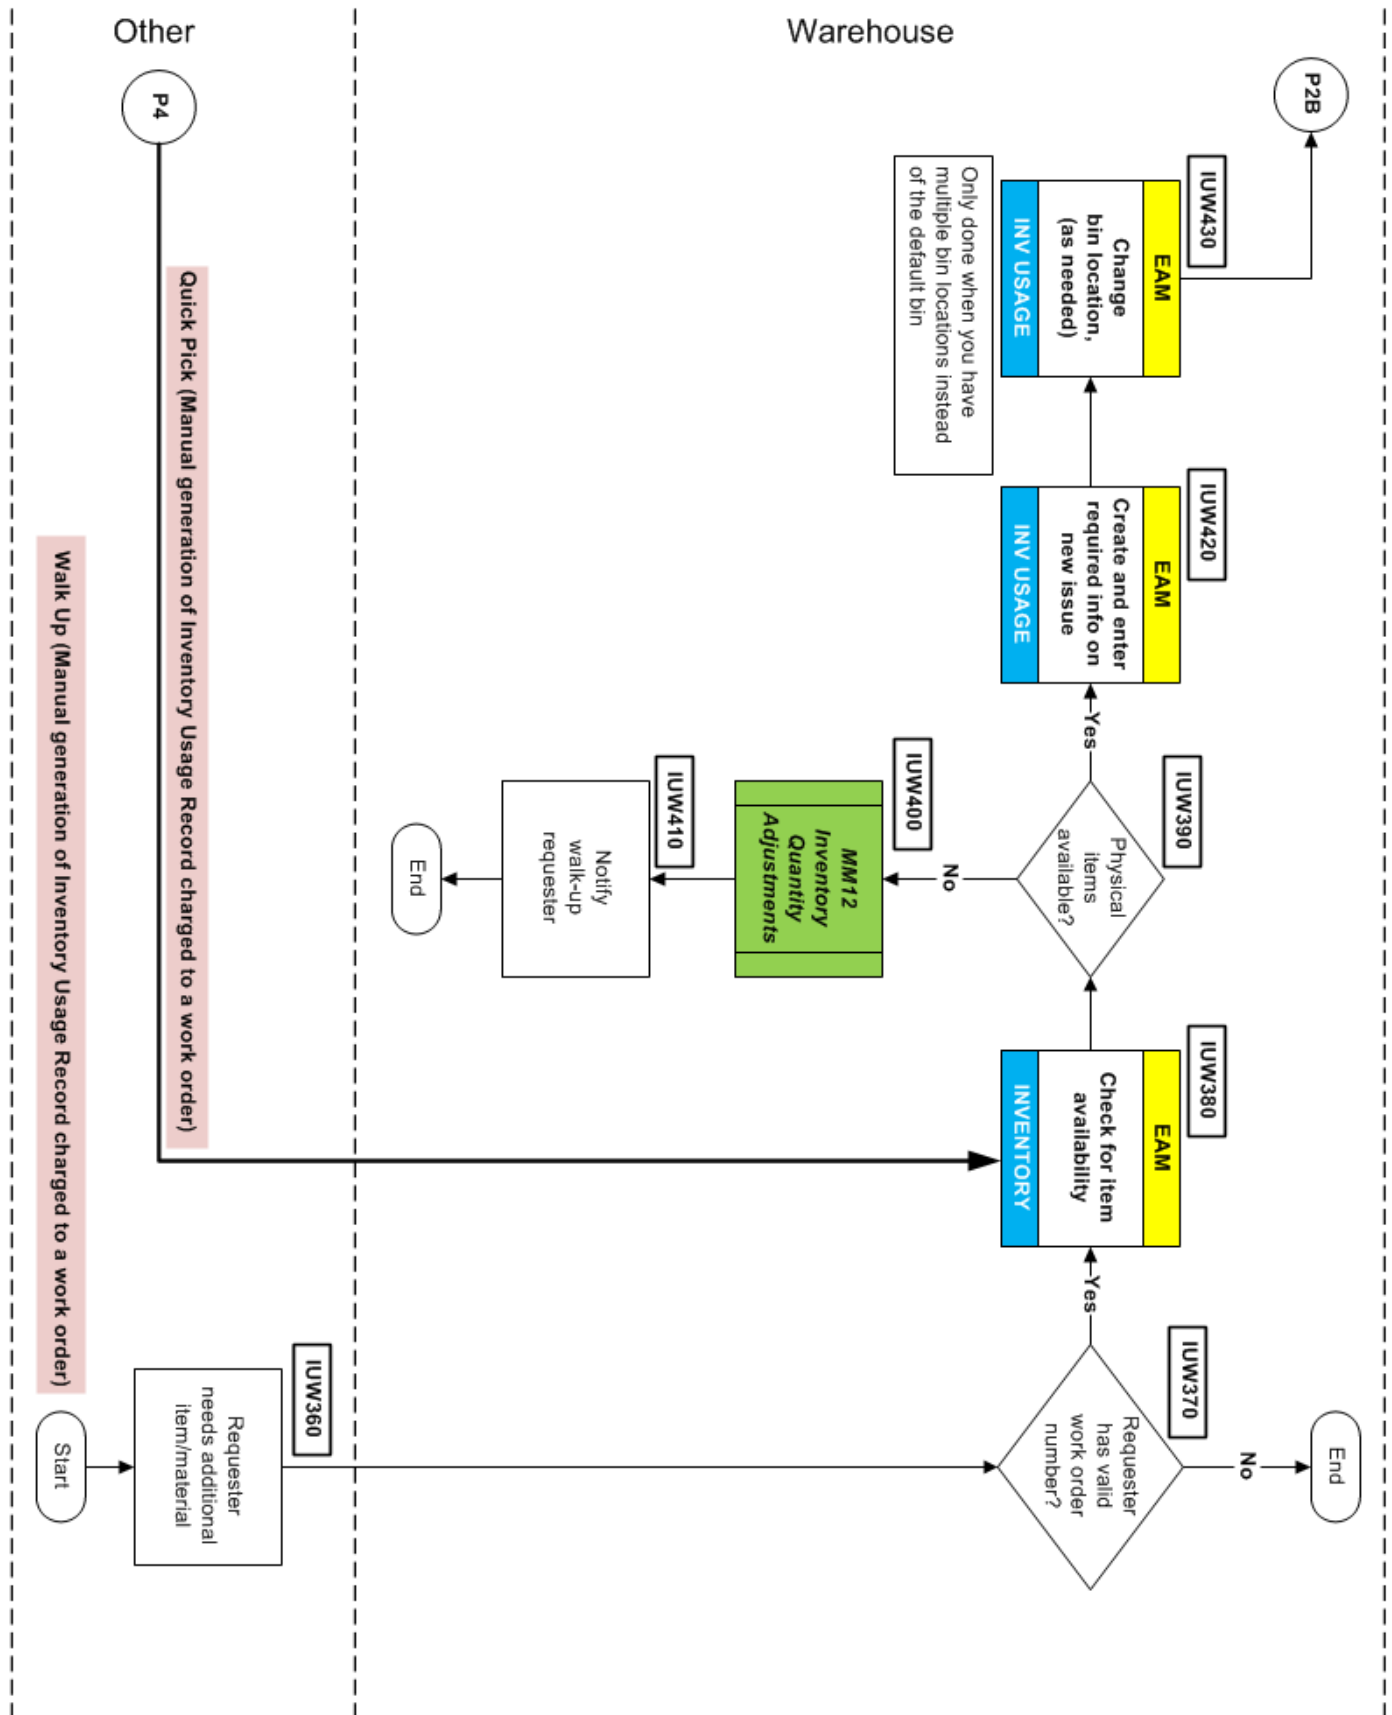 Other
Warehouse
P4
P2B
Quick Pick (Manual generation of Inventory Usage Record charged to a work order)
Walk Up (Manual generation of Inventory Usage Record charged to a work order)
Start
IUW360
Requester
needs additional
item/material
IUW370
Requester
has valid
work order
number?
No
End
Yes
IUW380
EAM
Check for item
availability
INVENTORY
IUW390
Physical
items
available?
No
IUW400
MM12
Inventory
Quantity
Adjustments
IUW410
Notify
walk-up
requester
End
Yes
IUW420
EAM
Create and enter
required info on
new issue
INV USAGE
IUW430
EAM
Change
bin location,
(as needed)
INV USAGE
Only done when you have
multiple bin locations instead
of the default bin